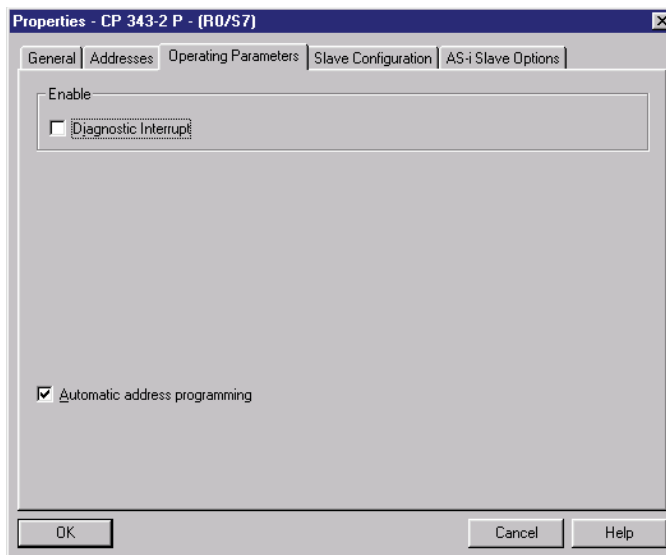 Properties - CP 343-2 P - (R0/S7)
General Addresses Operating Parameters Slave Configuration AS-i Slave Options
Enable
Diagnostic Interrupt
Automatic address programming
OK Cancel Help